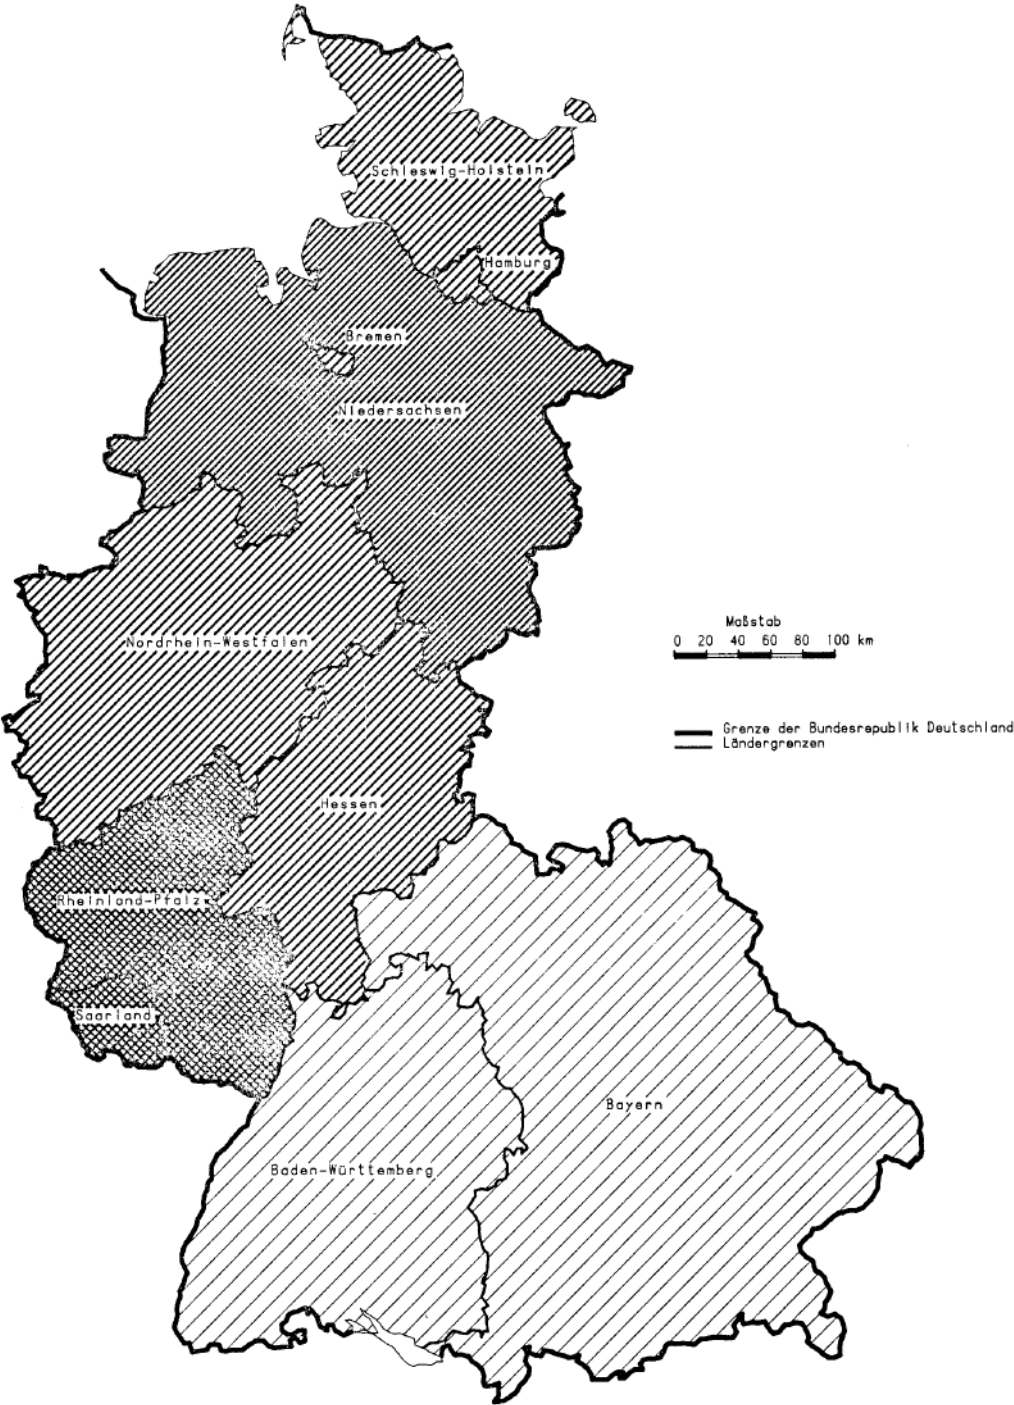 Schleswig-Holstein
Hamburg
Bremen
Niedersachsen
Maßstab
0 20 40 60 80 100 km
Nordrhein-Westfalen
Grenze der Bundesrepublik Deutschland
Ländergrenzen
Hessen
Rheinland-Pfalz
Saarland
Bayern
Baden-Württemberg